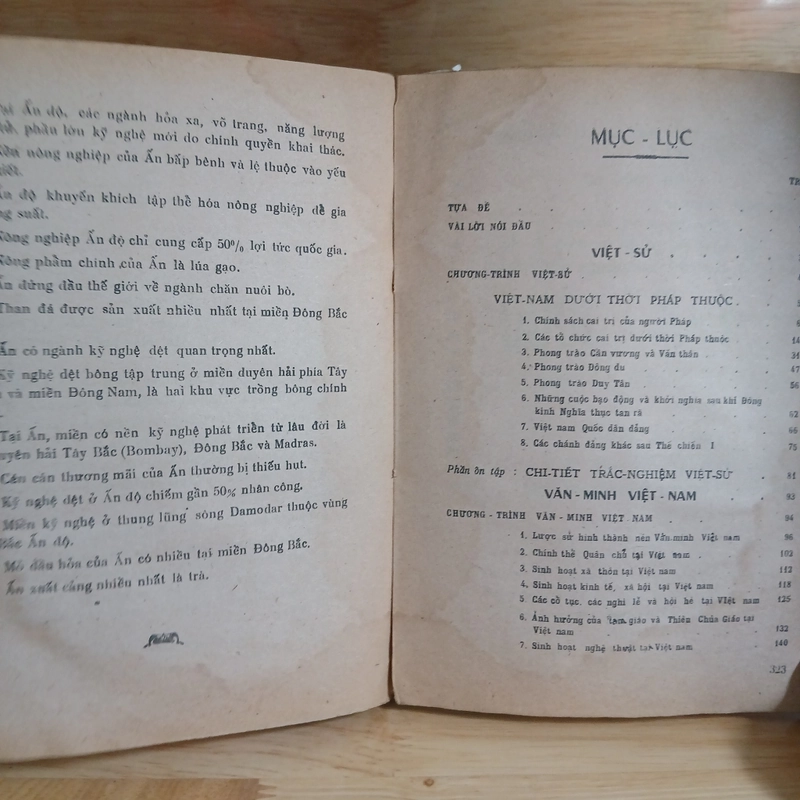 Ấn độ, các ngành hỏa xa, võ trang, năng lượng
phần lớn kỹ nghệ mới do chính quyền khai thác.
nông nghiệp của Ấn bấp bênh và lệ thuộc vào yếu
độ khuyến khích tập thể hóa nông nghiệp để gia
suất.
Nông nghiệp Ấn độ chỉ cung cấp 50% lợi tức quốc gia.
Nông phẩm chính của Ấn là lúa gạo.
Ấn đứng đầu thế giới về ngành chăn nuôi bò.
Than đá được sản xuất nhiều nhất tại miền Đông Bắc
Ấn có ngành kỹ nghệ dệt quan trọng nhất.
Kỹ nghệ dệt bông tập trung ở miền duyên hải phía Tây
và miền Đông Nam, là hai khu vực trồng bông chính
Tại Ấn, miền có nền kỹ nghệ phát triển từ lâu đời là
duyên hải Tây Bắc (Bombay), Đông Bắc và Madras.
Cán cân thương mãi của Ấn thường bị thiếu hụt.
Kỹ nghệ dệt ở Ấn độ chiếm gần 50% nhân công.
Miền kỹ nghệ ở thung lũng sông Damodar thuộc vùng
Bắc Ấn độ.
Mỏ dầu hỏa của Ấn có nhiều tại miền Đông Bắc.
Ấn xuất cảng nhiều nhất là trà.
MỤC - LỤC
TỰA ĐỀ
VÀI LỜI NÓI ĐẦU
VIỆT - SỬ
CHƯƠNG-TRÌNH VIỆT-SỬ
VIỆT-NAM DƯỚI THỜI PHÁP THUỘC
1. Chính sách cai trị của người Pháp
2. Các tổ chức cai trị dưới thời Pháp thuộc
3. Phong trào Cần vương và Văn thân
4. Phong trào Đông du 47
5. Phong trào Duy Tân 56
6. Những cuộc bạo động và khởi nghĩa sau khi Đông
kinh Nghĩa thục tan rã 62
7. Việt nam Quốc dân đảng 66
8. Các chánh đảng khác sau Thế chiến I 75
Phần ôn tập : CHI-TIẾT TRẮC-NGHIỆM VIỆT-SỬ 81
VĂN - MINH VIỆT - NAM 93
CHƯƠNG - TRÌNH VĂN - MINH VIỆT NAM 94
1. Lược sử hình thành nền Văn minh Việt nam 96
2. Chính thể Quân chủ tại Việt nam 102
3. Sinh hoạt xã thôn tại Việt nam 112
4. Sinh hoạt kinh tế, xã hội tại Việt nam 118
5. Các cổ tục, các nghi lễ và hội hè tại Việt nam 125
6. Ảnh hưởng của Tam giáo và Thiên Chúa Giáo tại
Việt nam 132
7. Sinh hoạt nghệ thuật tại Việt nam 140
323